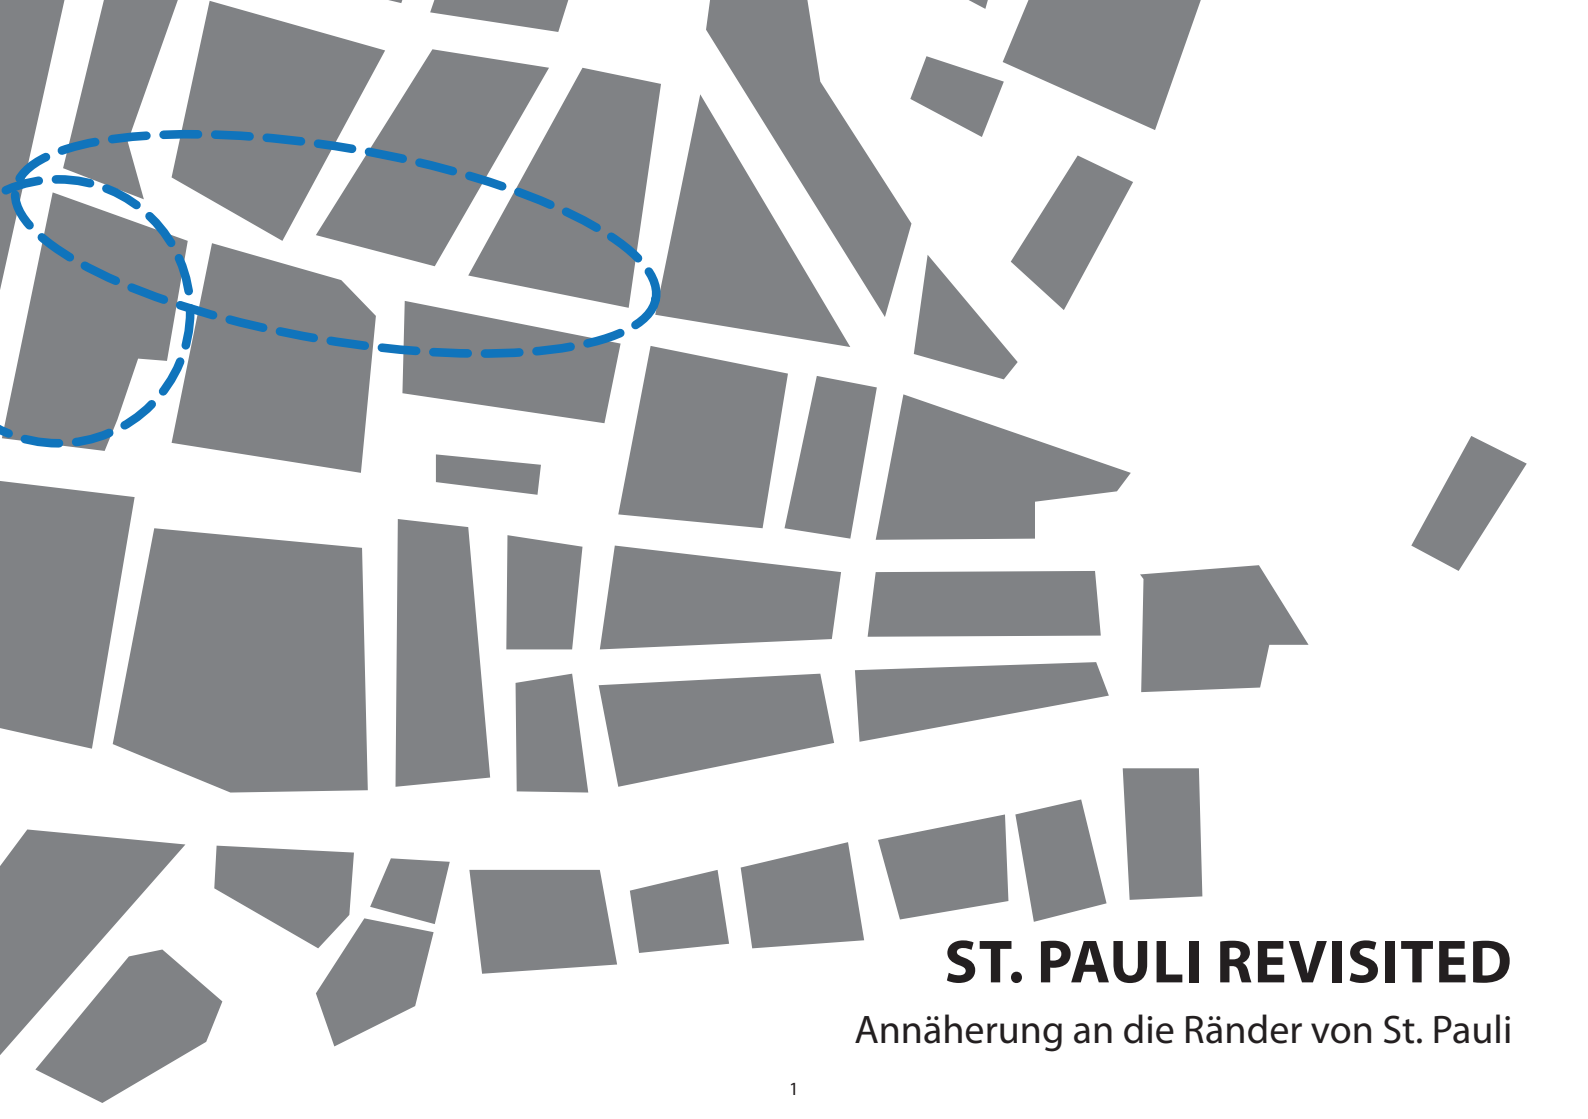 ST. PAULI REVISITED
Annäherung an die Ränder von St. Pauli
1